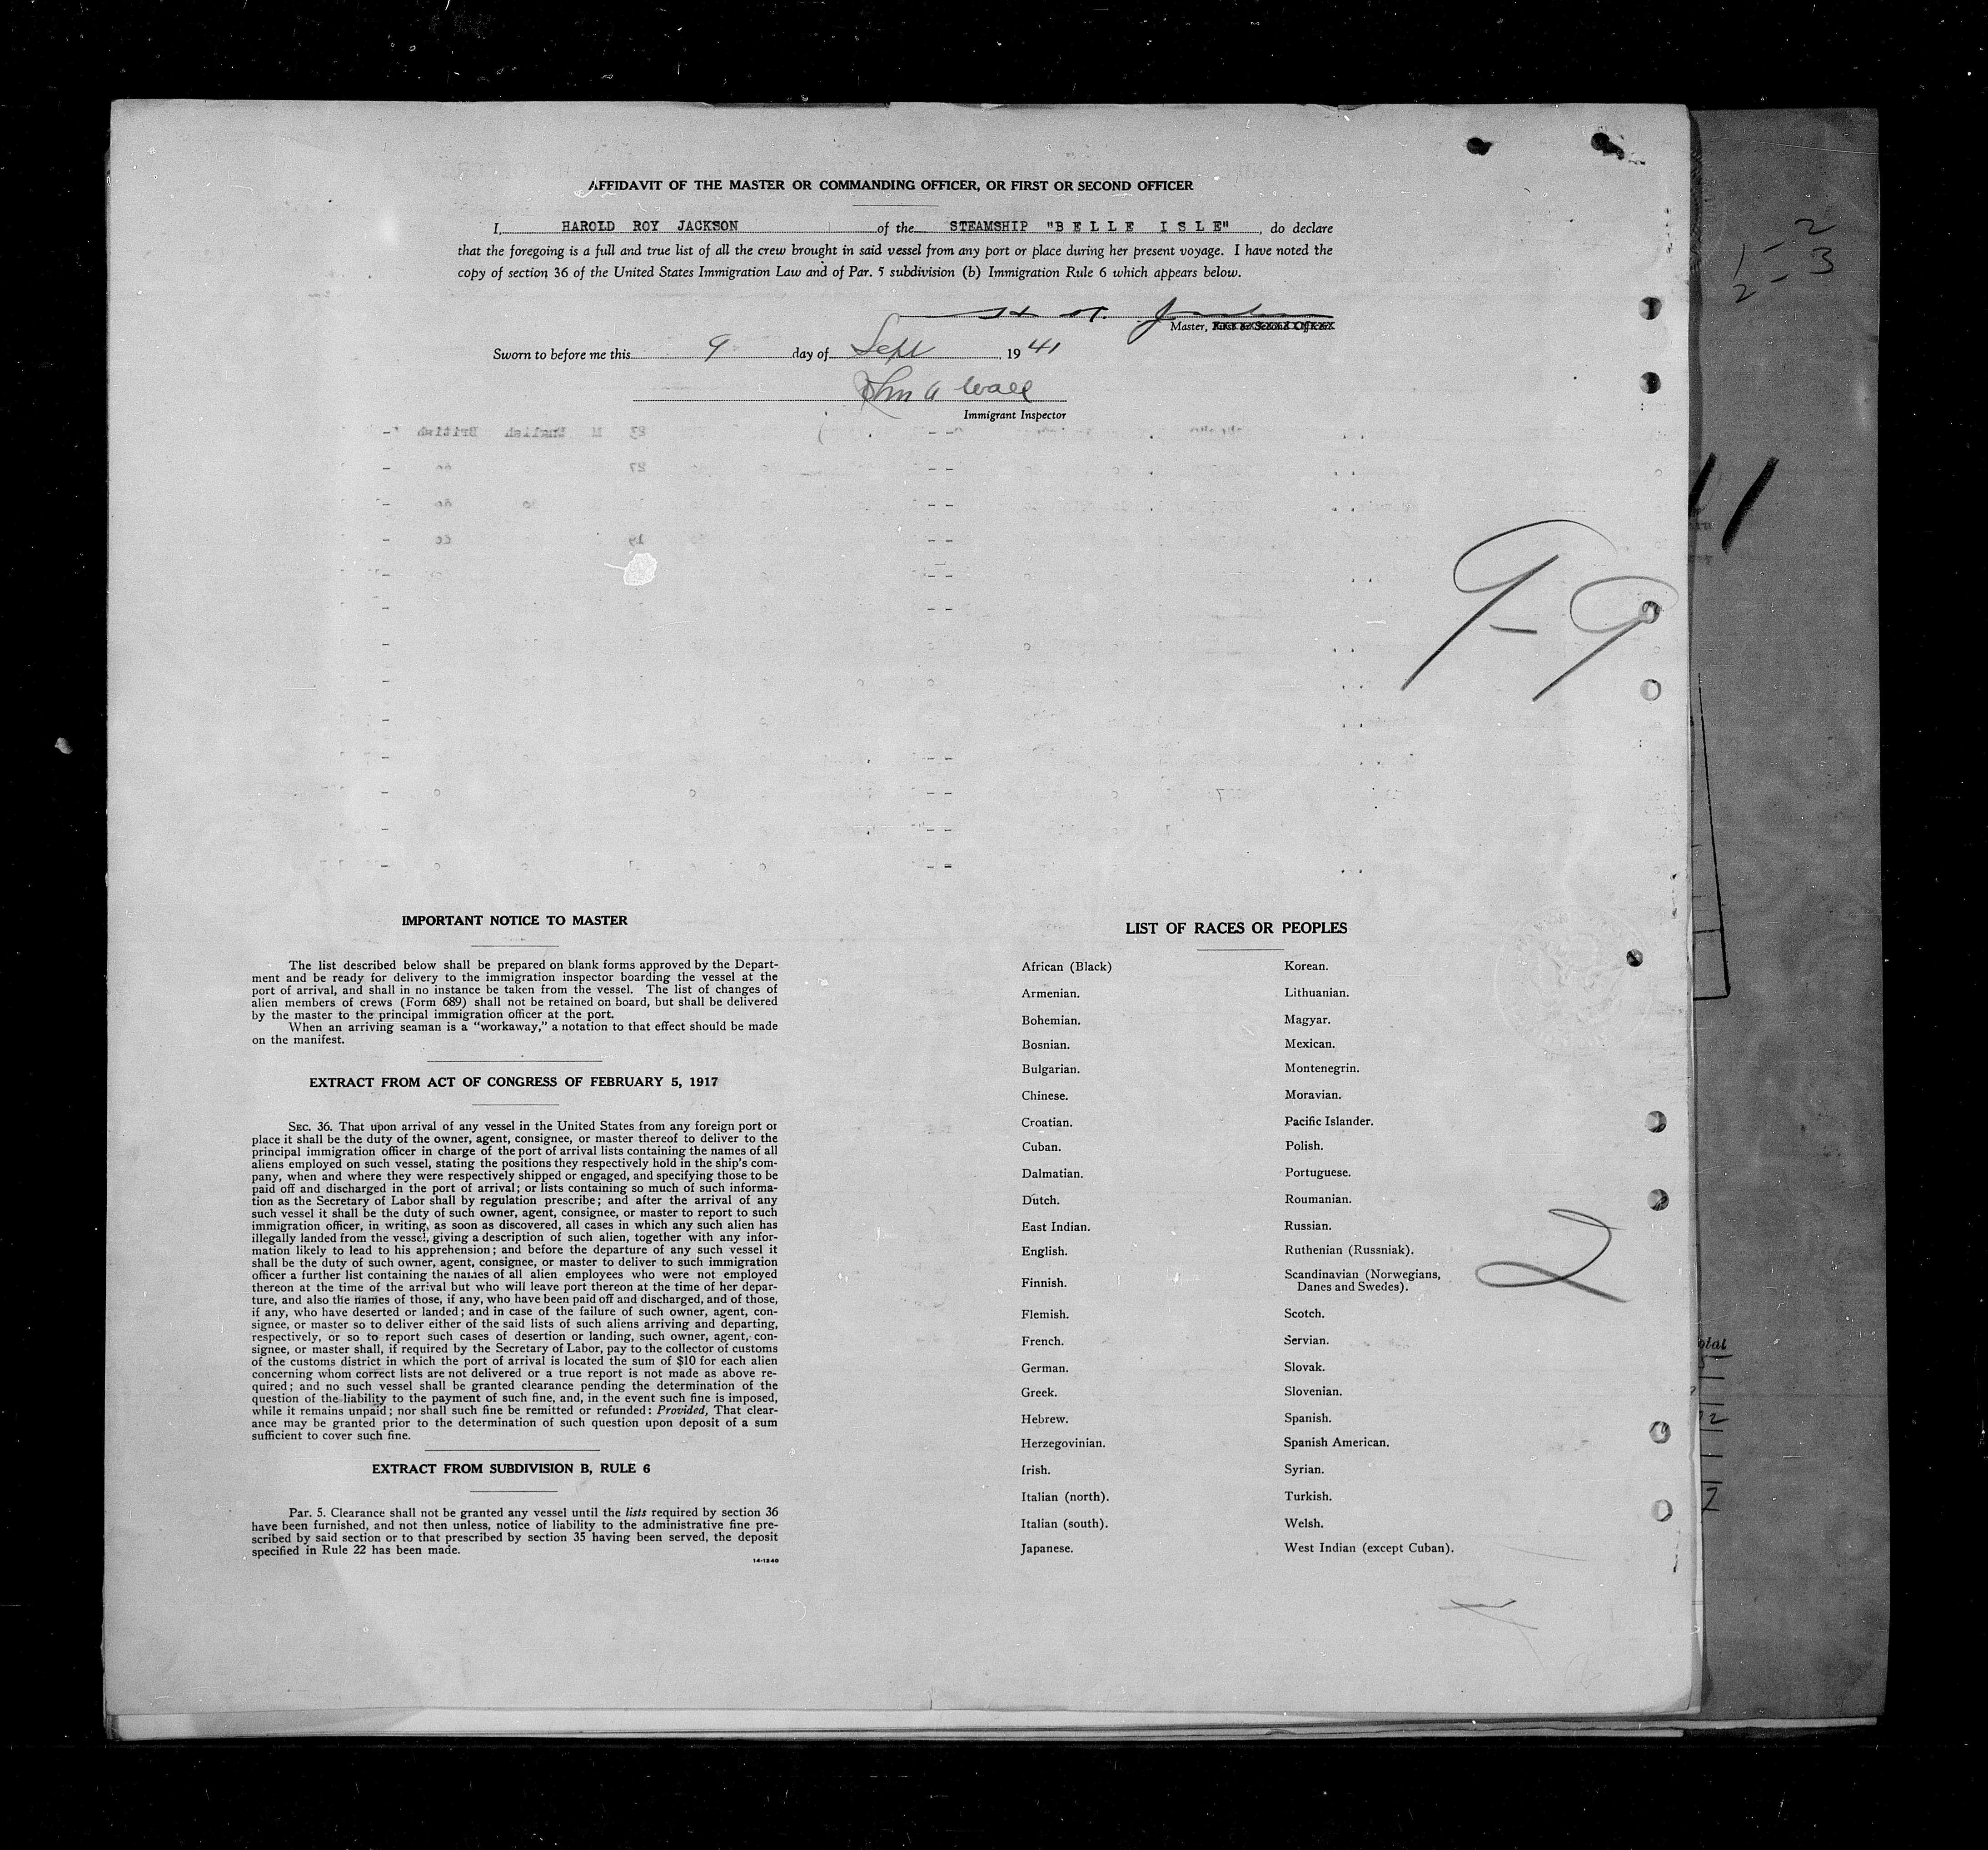 AFFIDAVIT OF THE MASTER OR COMMANDING OFFICER, OR FIRST OR SECOND OFFICER
I, HAROLD ROY JACKSON of the STEAMSHIP "B E L L E I S L E", do declare
that the foregoing is a full and true list of all the crew brought in said vessel from any port or place during her present voyage. I have noted the
copy of section 36 of the United States Immigration Law and of Par. 5 subdivision (b) Immigration Rule 6 which appears below.
Master, First or Second Officer
Sworn to before me this 9 day of Sept, 19 41
John A Wall
Immigrant Inspector
9-9
IMPORTANT NOTICE TO MASTER
The list described below shall be prepared on blank forms approved by the Depart-
ment and be ready for delivery to the immigration inspector boarding the vessel at the
port of arrival, and shall in no instance be taken from the vessel. The list of changes of
alien members of crews (Form 689) shall not be retained on board, but shall be delivered
by the master to the principal immigration officer at the port.
When an arriving seaman is a "workaway," a notation to that effect should be made
on the manifest.
EXTRACT FROM ACT OF CONGRESS OF FEBRUARY 5, 1917
SEC. 36. That upon arrival of any vessel in the United States from any foreign port or
place it shall be the duty of the owner, agent, consignee, or master thereof to deliver to the
principal immigration officer in charge of the port of arrival lists containing the names of all
aliens employed on such vessel, stating the positions they respectively hold in the ship's com-
pany, when and where they were respectively shipped or engaged, and specifying those to be
paid off and discharged in the port of arrival; or lists containing so much of such informa-
tion as the Secretary of Labor shall by regulation prescribe; and after the arrival of any
such vessel it shall be the duty of such owner, agent, consignee, or master to report to such
immigration officer, in writing, as soon as discovered, all cases in which any such alien has
illegally landed from the vessel, giving a description of such alien, together with any infor-
mation likely to lead to his apprehension; and before the departure of any such vessel it
shall be the duty of such owner, agent, consignee, or master to deliver to such immigration
officer a further list containing the names of all alien employees who were not employed
thereon at the time of the arrival but who will leave port thereon at the time of her depar-
ture, and also the names of those, if any, who have been paid off and discharged, and of those,
if any, who have deserted or landed; and in case of the failure of such owner, agent, con-
signee, or master so to deliver either of the said lists of such aliens arriving and departing,
respectively, or so to report such cases of desertion or landing, such owner, agent, con-
signee, or master shall, if required by the Secretary of Labor, pay to the collector of customs
of the customs district in which the port of arrival is located the sum of $10 for each alien
concerning whom correct lists are not delivered or a true report is not made as above re-
quired; and no such vessel shall be granted clearance pending the determination of the
question of the liability to the payment of such fine, and, in the event such fine is imposed,
while it remains unpaid; nor shall such fine be remitted or refunded: Provided, That clear-
ance may be granted prior to the determination of such question upon deposit of a sum
sufficient to cover such fine.
EXTRACT FROM SUBDIVISION B, RULE 6
Par. 5. Clearance shall not be granted any vessel until the lists required by section 36
have been furnished, and not then unless, notice of liability to the administrative fine pre-
scribed by said section or to that prescribed by section 35 having been served, the deposit
specified in Rule 22 has been made.
14-1240
LIST OF RACES OR PEOPLES
African (Black)
Armenian.
Bohemian.
Bosnian.
Bulgarian.
Chinese.
Croatian.
Cuban.
Dalmatian.
Dutch.
East Indian.
English.
Finnish.
Flemish.
French.
German.
Greek.
Hebrew.
Herzegovinian.
Irish.
Italian (north).
Italian (south).
Japanese.
Korean.
Lithuanian.
Magyar.
Mexican.
Montenegrin.
Moravian.
Pacific Islander.
Polish.
Portuguese.
Roumanian.
Russian.
Ruthenian (Russniak).
Scandinavian (Norwegians,
Danes and Swedes).
Scotch.
Servian.
Slovak.
Slovenian.
Spanish.
Spanish American.
Syrian.
Turkish.
Welsh.
West Indian (except Cuban).
2
1 - 2
2 - 3